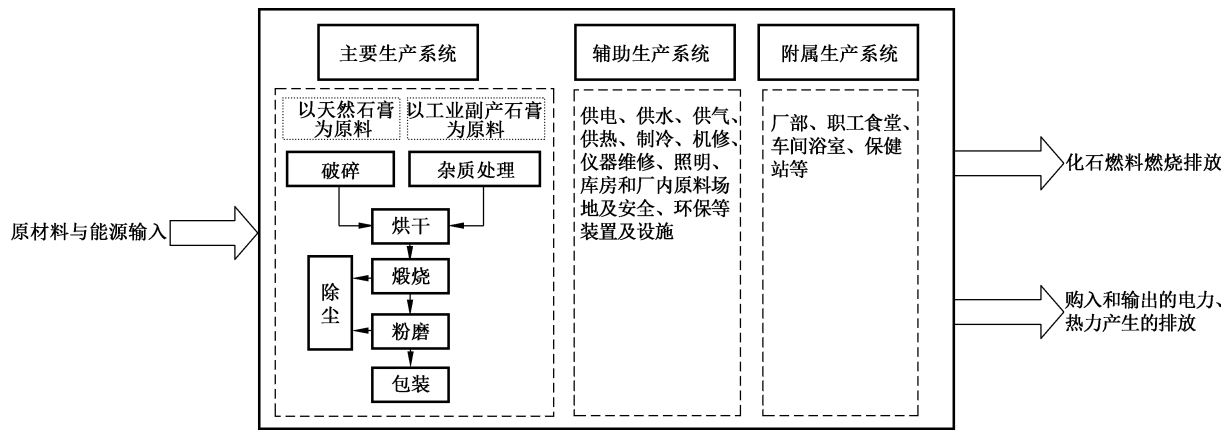 主要生产系统
辅助生产系统
附属生产系统
以天然石膏
为原料
以工业副产石膏
为原料
破碎
杂质处理
烘干
煅烧
除
尘
粉磨
包装
供电、供水、供气、
供热、制冷、机修、
仪器维修、照明、
库房和厂内原料场
地及安全、环保等
装置及设施
厂部、职工食堂、
车间浴室、保健
站等
原材料与能源输入
化石燃料燃烧排放
购入和输出的电力、
热力产生的排放